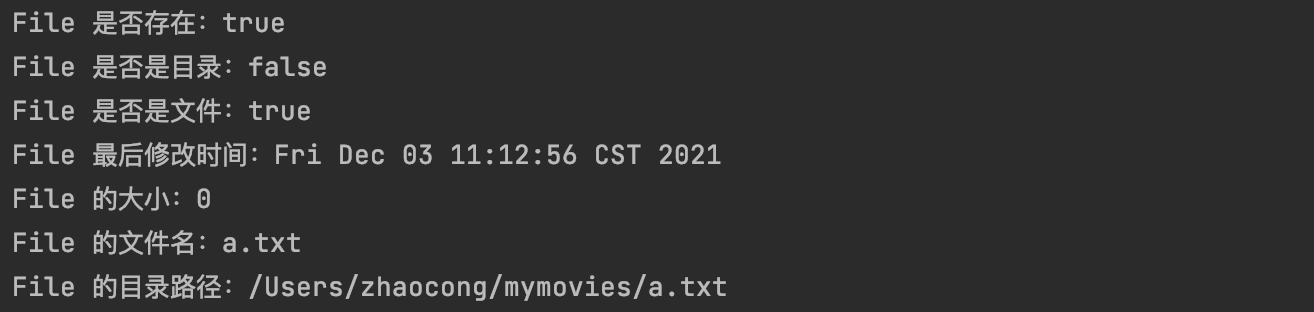 File 是否存在：true
File 是否是目录：false
File 是否是文件：true
File 最后修改时间：Fri Dec 03 11:12:56 CST 2021
File 的大小：0
File 的文件名：a.txt
File 的目录路径：/Users/zhaocong/mymovies/a.txt